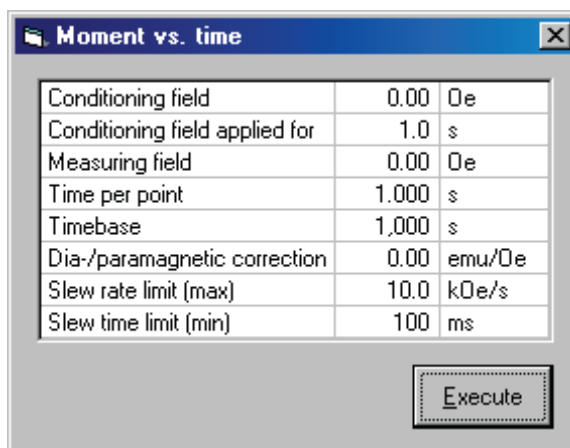 Moment vs. time
Conditioning field 0.00 Oe
Conditioning field applied for 1.0 s
Measuring field 0.00 Oe
Time per point 1.000 s
Timebase 1,000 s
Dia-/paramagnetic correction 0.00 emu/Oe
Slew rate limit (max) 10.0 kOe/s
Slew time limit (min) 100 ms
Execute